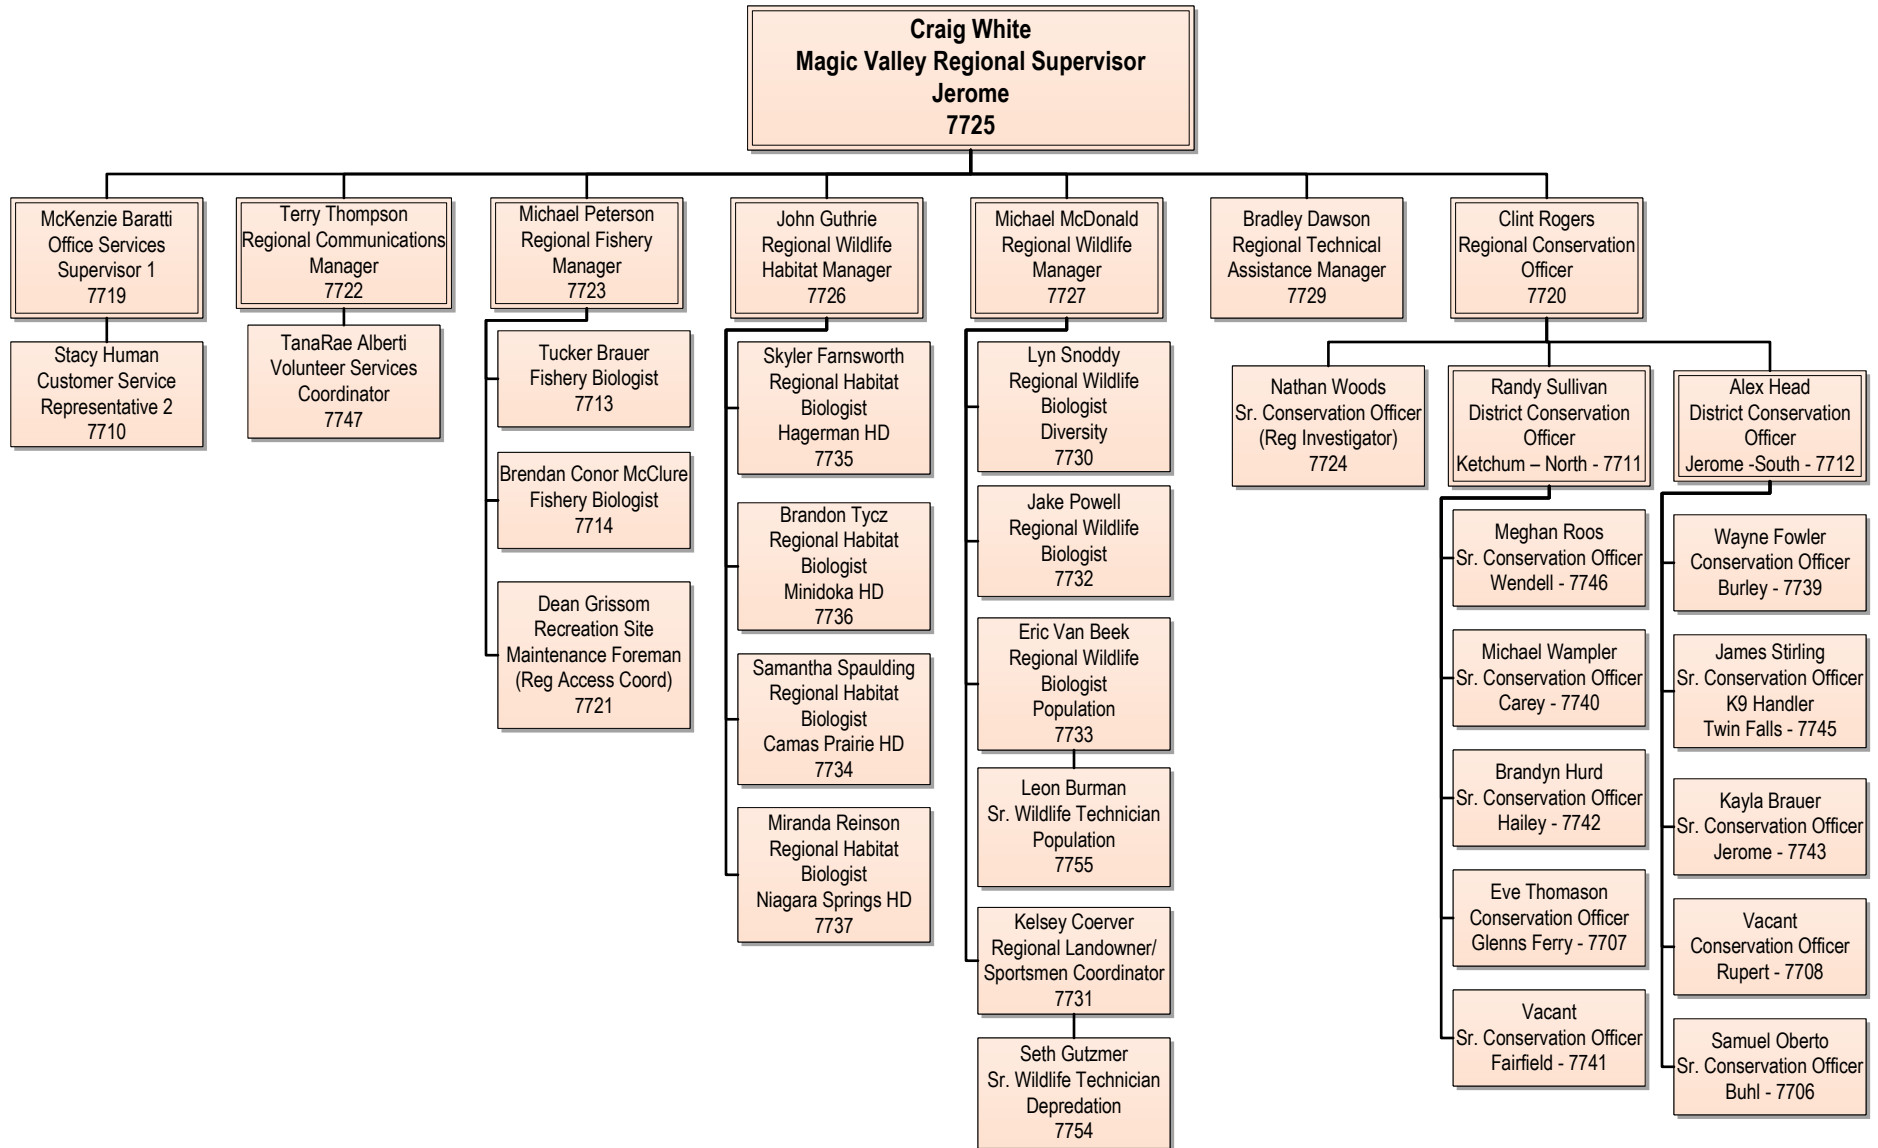 Craig White
Magic Valley Regional Supervisor
Jerome
7725
McKenzie Baratti
Office Services
Supervisor 1
7719
Stacy Human
Customer Service
Representative 2
7710
Terry Thompson
Regional Communications
Manager
7722
TanaRae Alberti
Volunteer Services
Coordinator
7747
Michael Peterson
Regional Fishery
Manager
7723
Tucker Brauer
Fishery Biologist
7713
Brendan Conor McClure
Fishery Biologist
7714
Dean Grissom
Recreation Site
Maintenance Foreman
(Reg Access Coord)
7721
John Guthrie
Regional Wildlife
Habitat Manager
7726
Skyler Farnsworth
Regional Habitat
Biologist
Hagerman HD
7735
Brandon Tycz
Regional Habitat
Biologist
Minidoka HD
7736
Samantha Spaulding
Regional Habitat
Biologist
Camas Prairie HD
7734
Miranda Reinson
Regional Habitat
Biologist
Niagara Springs HD
7737
Michael McDonald
Regional Wildlife
Manager
7727
Lyn Snoddy
Regional Wildlife
Biologist
Diversity
7730
Jake Powell
Regional Wildlife
Biologist
7732
Eric Van Beek
Regional Wildlife
Biologist
Population
7733
Leon Burman
Sr. Wildlife Technician
Population
7755
Kelsey Coerver
Regional Landowner/
Sportsmen Coordinator
7731
Seth Gutzmer
Sr. Wildlife Technician
Depredation
7754
Bradley Dawson
Regional Technical
Assistance Manager
7729
Clint Rogers
Regional Conservation
Officer
7720
Nathan Woods
Sr. Conservation Officer
(Reg Investigator)
7724
Randy Sullivan
District Conservation
Officer
Ketchum – North - 7711
Meghan Roos
Sr. Conservation Officer
Wendell - 7746
Michael Wampler
Sr. Conservation Officer
Carey - 7740
Brandyn Hurd
Sr. Conservation Officer
Hailey - 7742
Eve Thomason
Conservation Officer
Glenns Ferry - 7707
Vacant
Sr. Conservation Officer
Fairfield - 7741
Alex Head
District Conservation
Officer
Jerome -South - 7712
Wayne Fowler
Conservation Officer
Burley - 7739
James Stirling
Sr. Conservation Officer
K9 Handler
Twin Falls - 7745
Kayla Brauer
Sr. Conservation Officer
Jerome - 7743
Vacant
Conservation Officer
Rupert - 7708
Samuel Oberto
Sr. Conservation Officer
Buhl - 7706